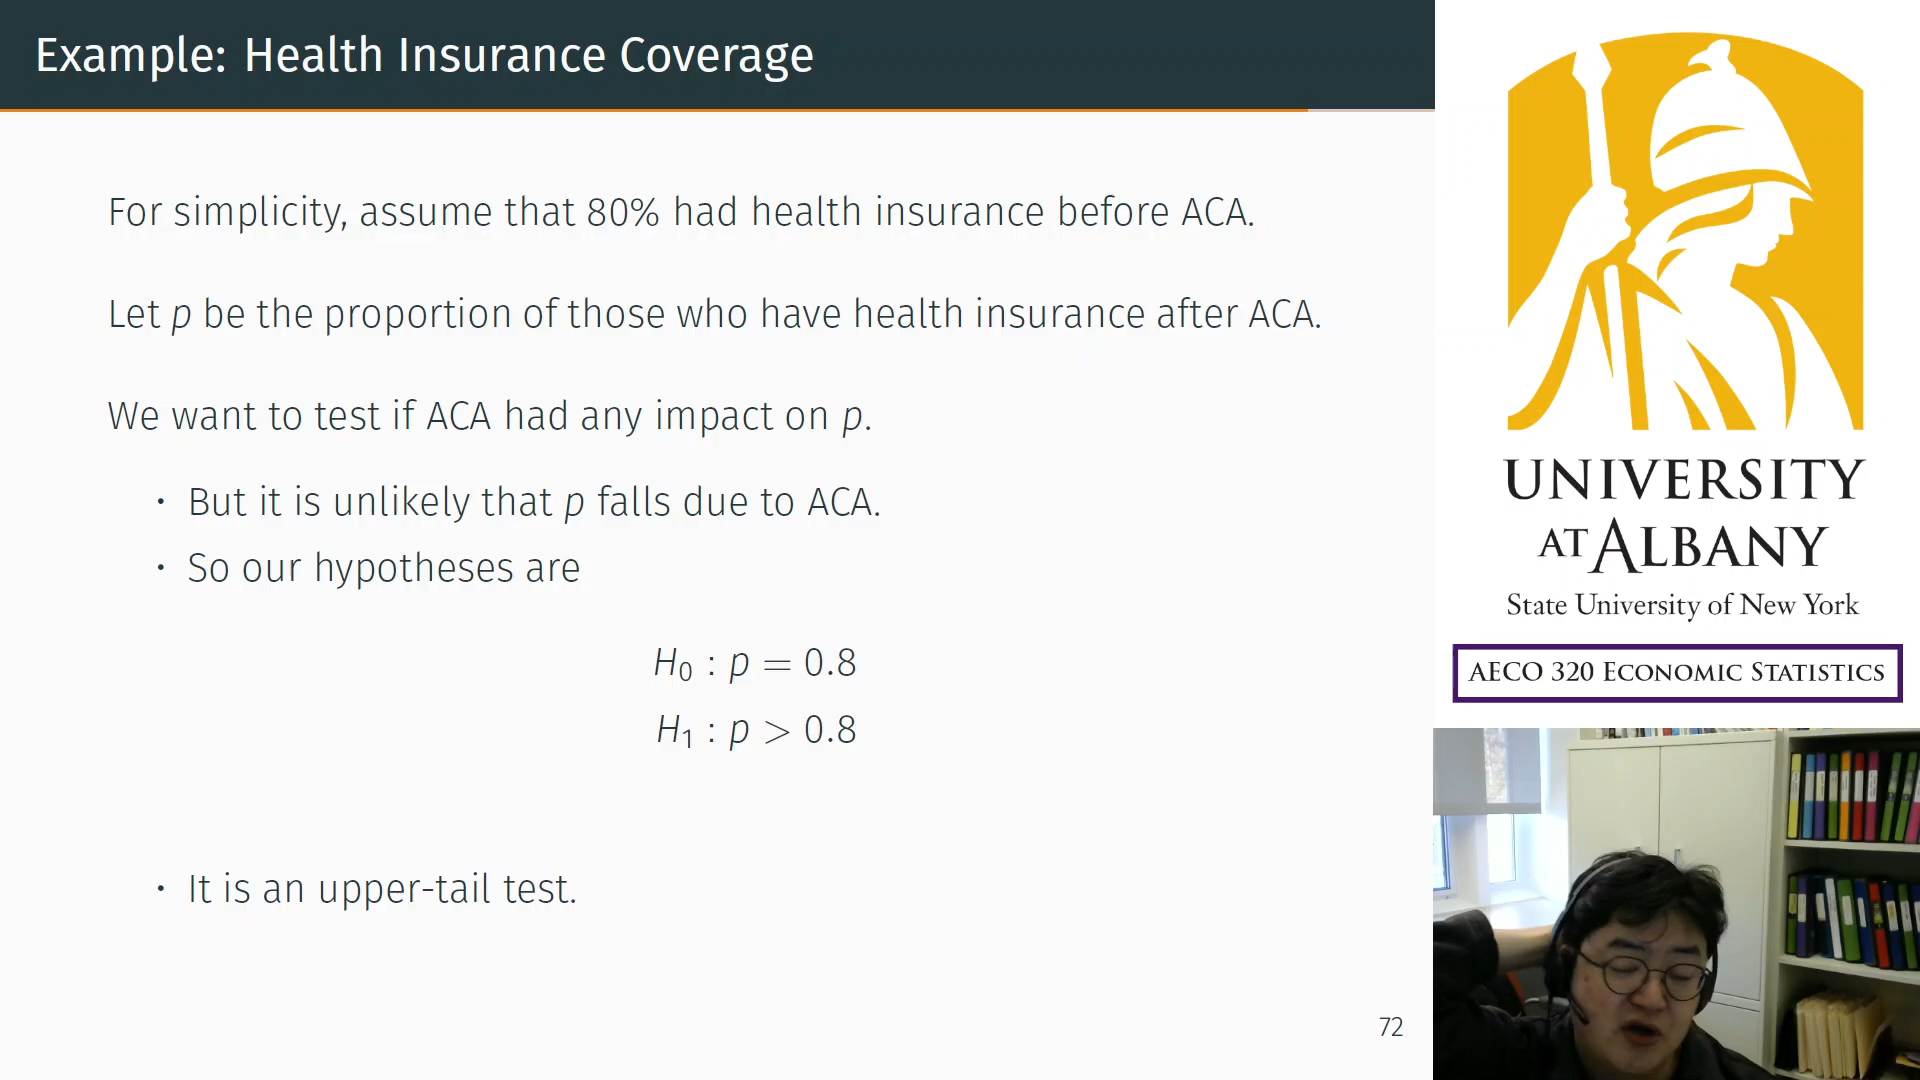 Example: Health Insurance Coverage
For simplicity, assume that 80% had health insurance before ACA.
Let p be the proportion of those who have health insurance after ACA.
We want to test if ACA had any impact on p.
· But it is unlikely that p falls due to ACA.
· So our hypotheses are
H₀ : p = 0.8
H₁ : p > 0.8
· It is an upper-tail test.
72
UNIVERSITY
AT ALBANY
State University of New York
AECO 320 ECONOMIC STATISTICS